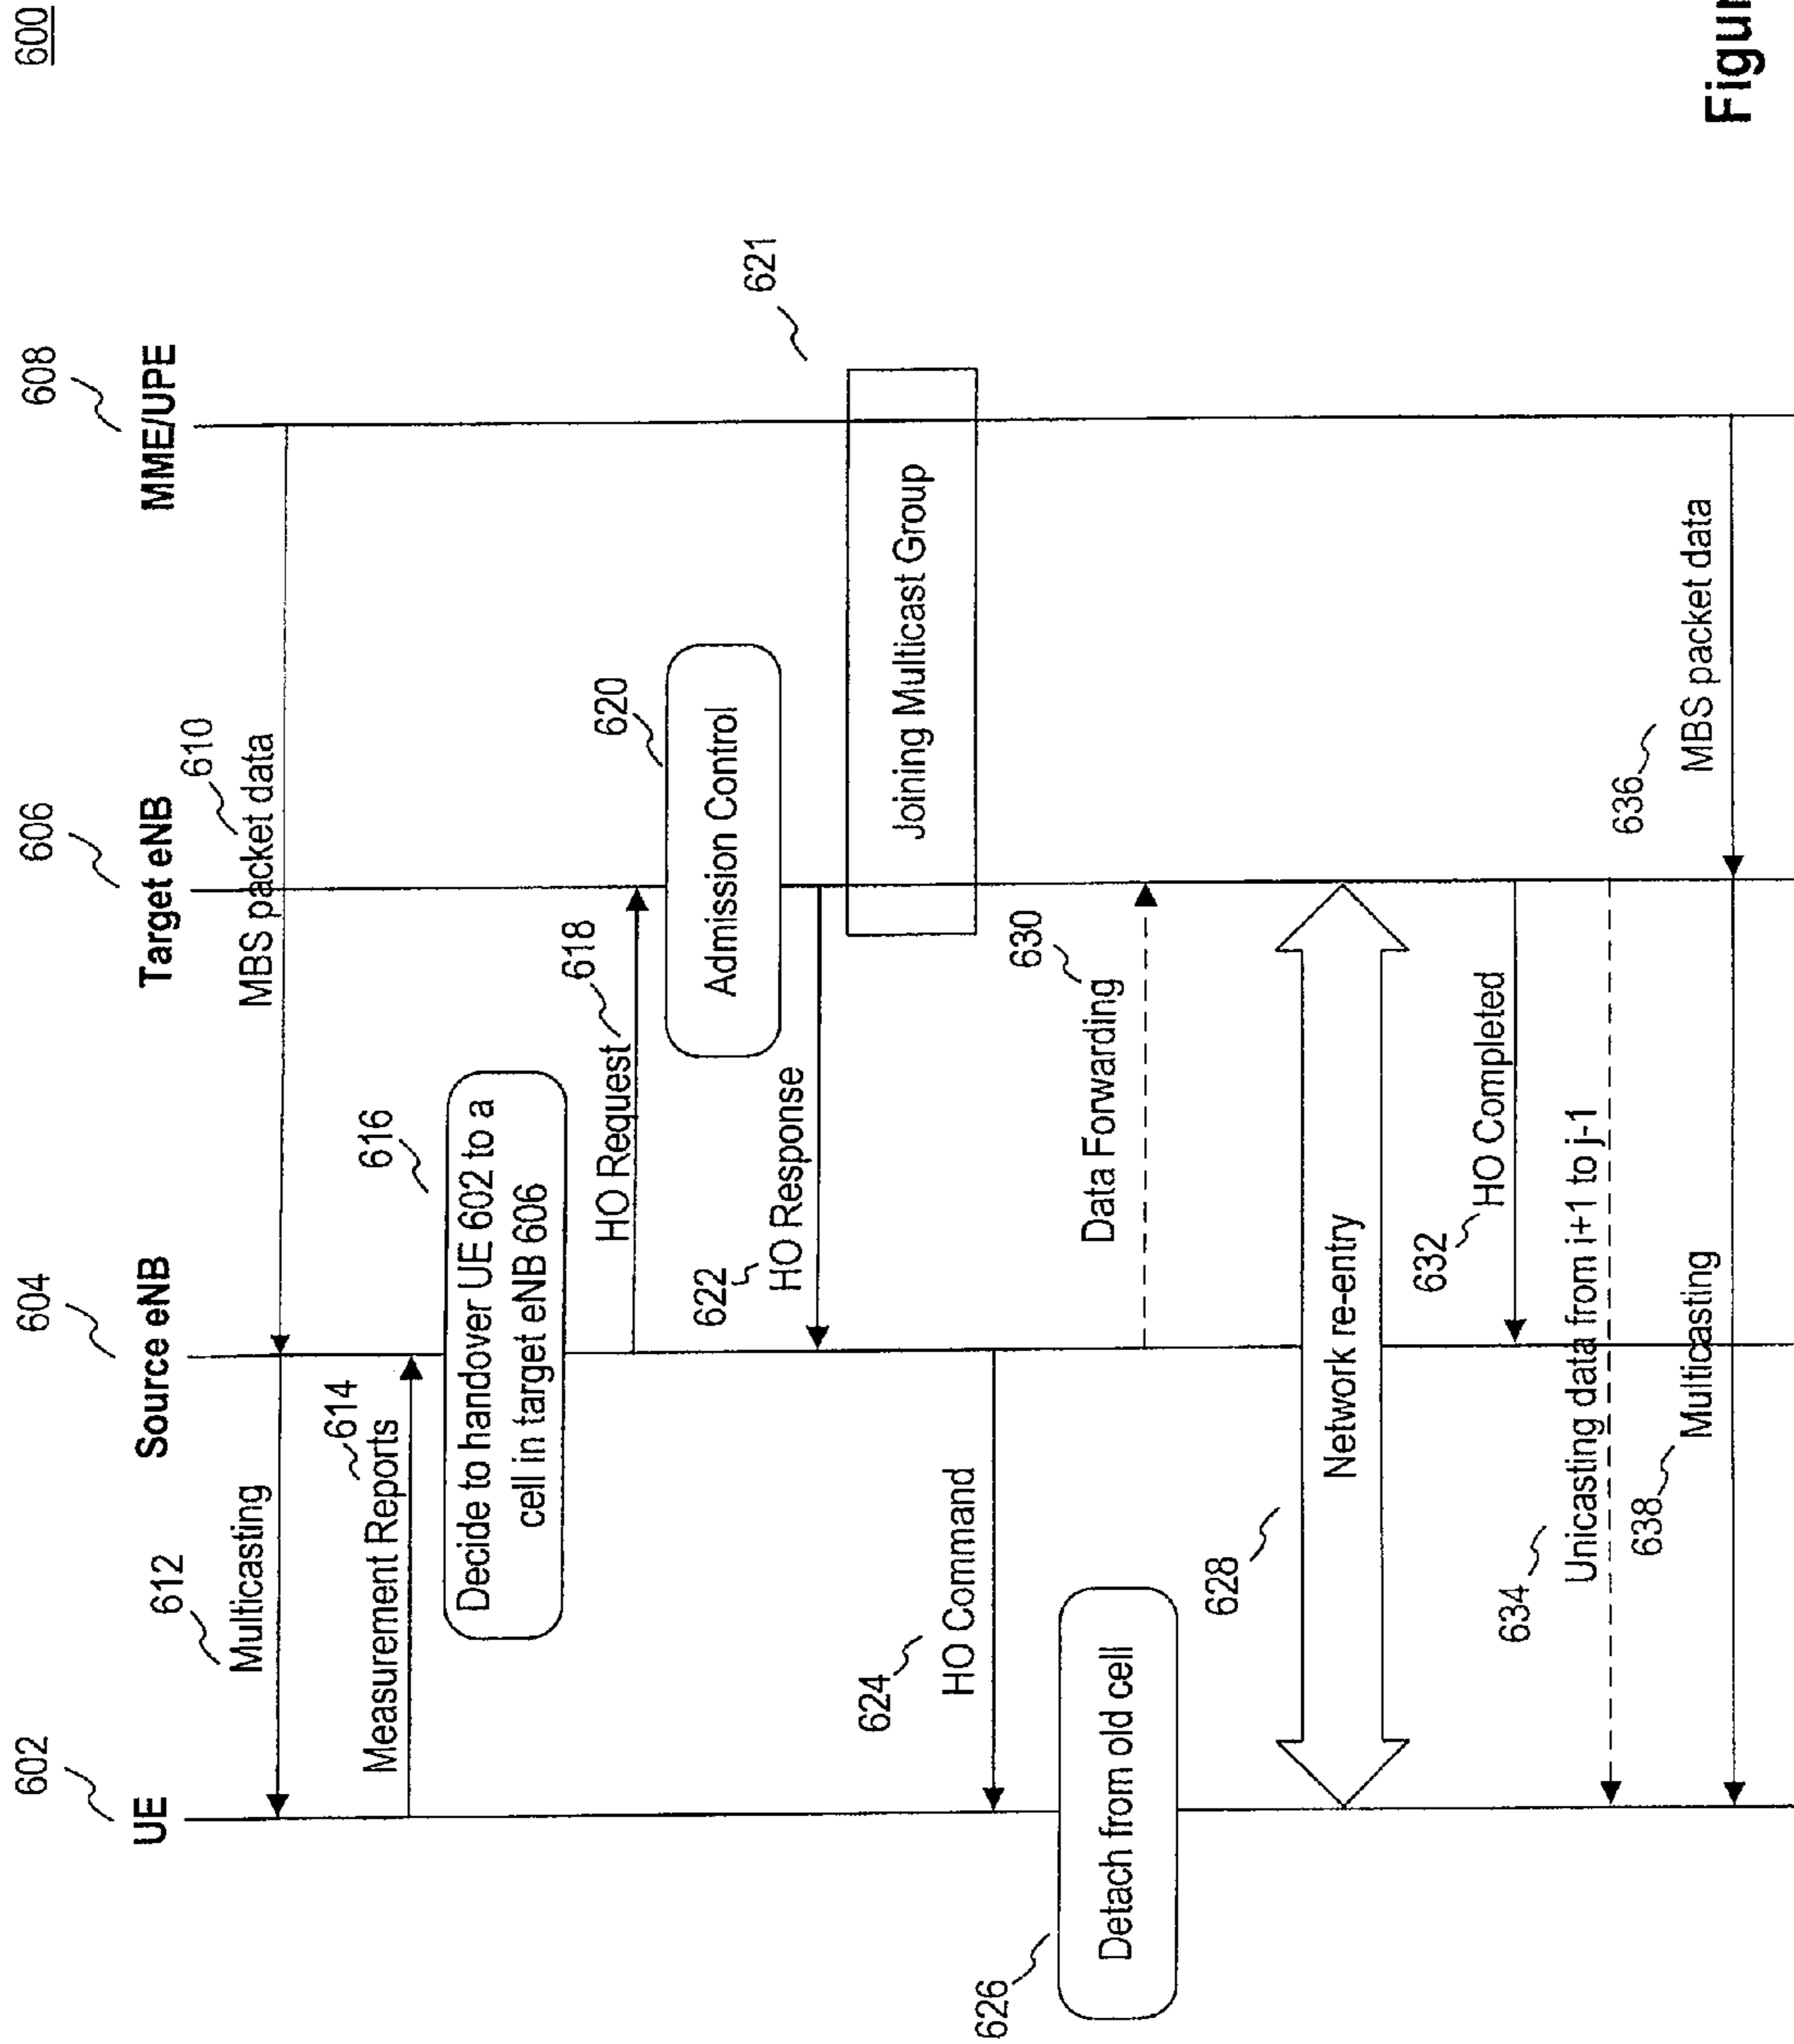 600
602
604
606
608
UE
Source eNB
Target eNB
MME/UPE
610
MBS packet data
612
Multicasting
614
Measurement Reports
616
Decide to handover UE 602 to a
cell in target eNB 606
618
HO Request
620
Admission Control
622
HO Response
621
Joining Multicast Group
624
HO Command
626
Detach from old cell
630
Data Forwarding
628
Network re-entry
632
HO Completed
634
Unicasting data from i+1 to j-1
636
MBS packet data
638
Multicasting